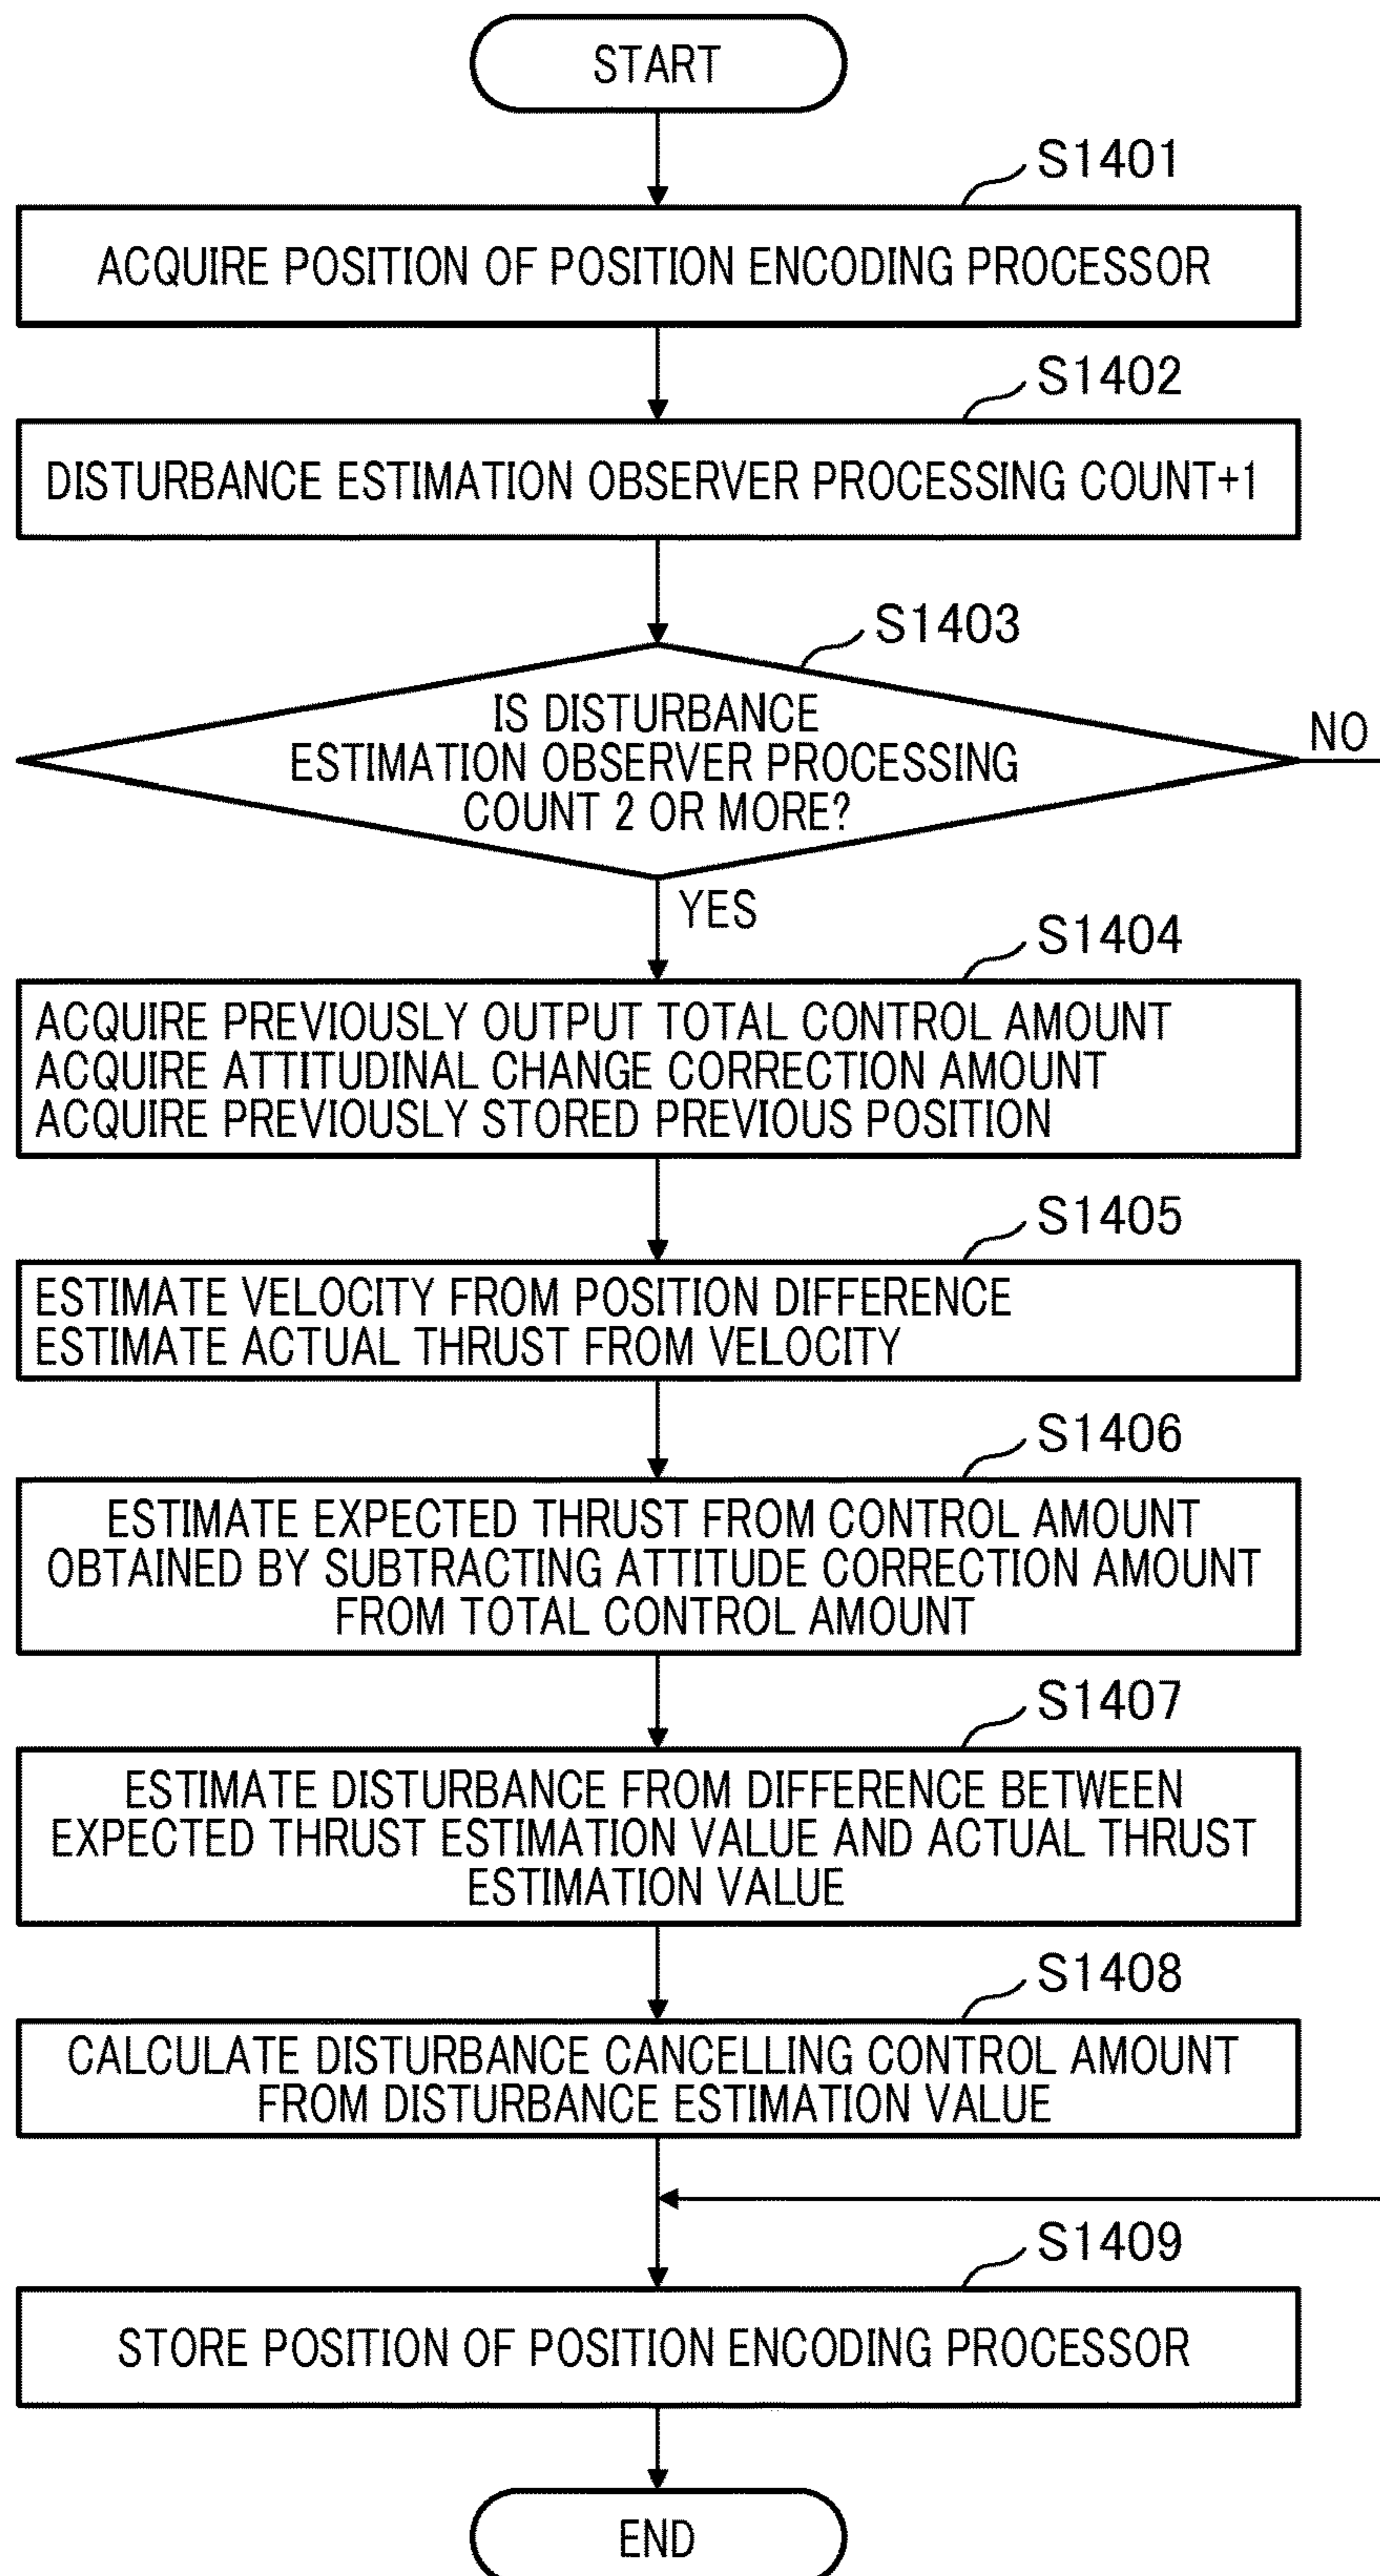 START
S1401
ACQUIRE POSITION OF POSITION ENCODING PROCESSOR
S1402
DISTURBANCE ESTIMATION OBSERVER PROCESSING COUNT+1
S1403
IS DISTURBANCE
ESTIMATION OBSERVER PROCESSING
COUNT 2 OR MORE?
NO
YES
S1404
ACQUIRE PREVIOUSLY OUTPUT TOTAL CONTROL AMOUNT
ACQUIRE ATTITUDINAL CHANGE CORRECTION AMOUNT
ACQUIRE PREVIOUSLY STORED PREVIOUS POSITION
S1405
ESTIMATE VELOCITY FROM POSITION DIFFERENCE
ESTIMATE ACTUAL THRUST FROM VELOCITY
S1406
ESTIMATE EXPECTED THRUST FROM CONTROL AMOUNT
OBTAINED BY SUBTRACTING ATTITUDE CORRECTION AMOUNT
FROM TOTAL CONTROL AMOUNT
S1407
ESTIMATE DISTURBANCE FROM DIFFERENCE BETWEEN
EXPECTED THRUST ESTIMATION VALUE AND ACTUAL THRUST
ESTIMATION VALUE
S1408
CALCULATE DISTURBANCE CANCELLING CONTROL AMOUNT
FROM DISTURBANCE ESTIMATION VALUE
S1409
STORE POSITION OF POSITION ENCODING PROCESSOR
END